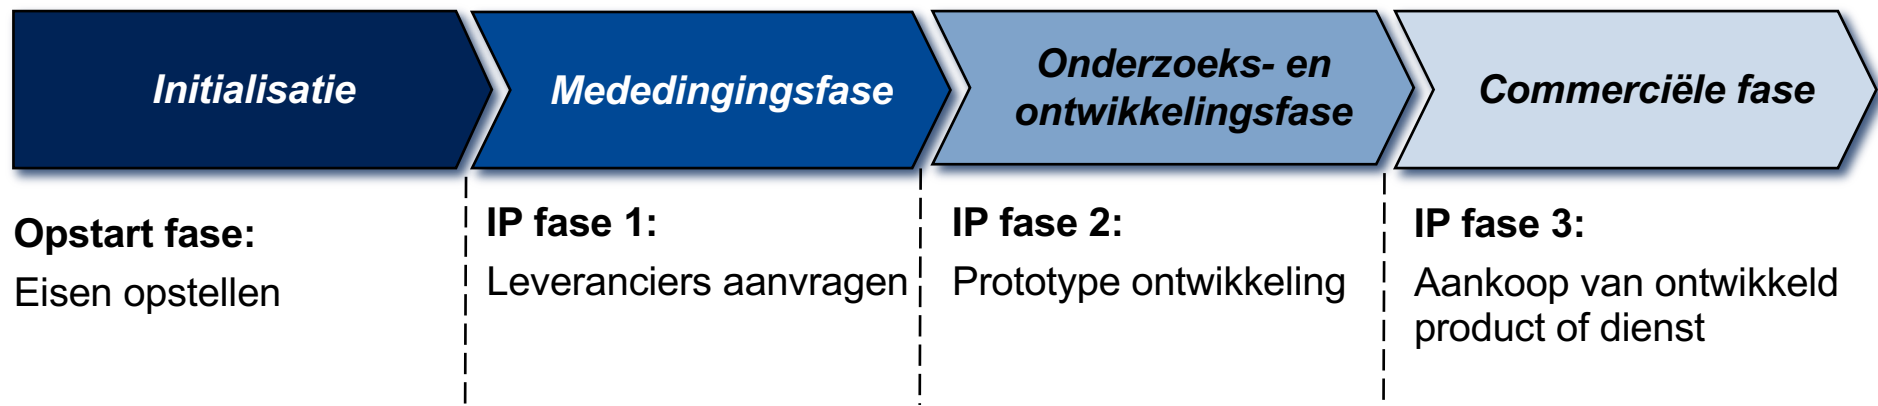 Initialisatie
Mededingingsfase
Onderzoeks- en
ontwikkelingsfase
Commerciële fase
Opstart fase:
Eisen opstellen
IP fase 1:
Leveranciers aanvragen
IP fase 2:
Prototype ontwikkeling
IP fase 3:
Aankoop van ontwikkeld
product of dienst